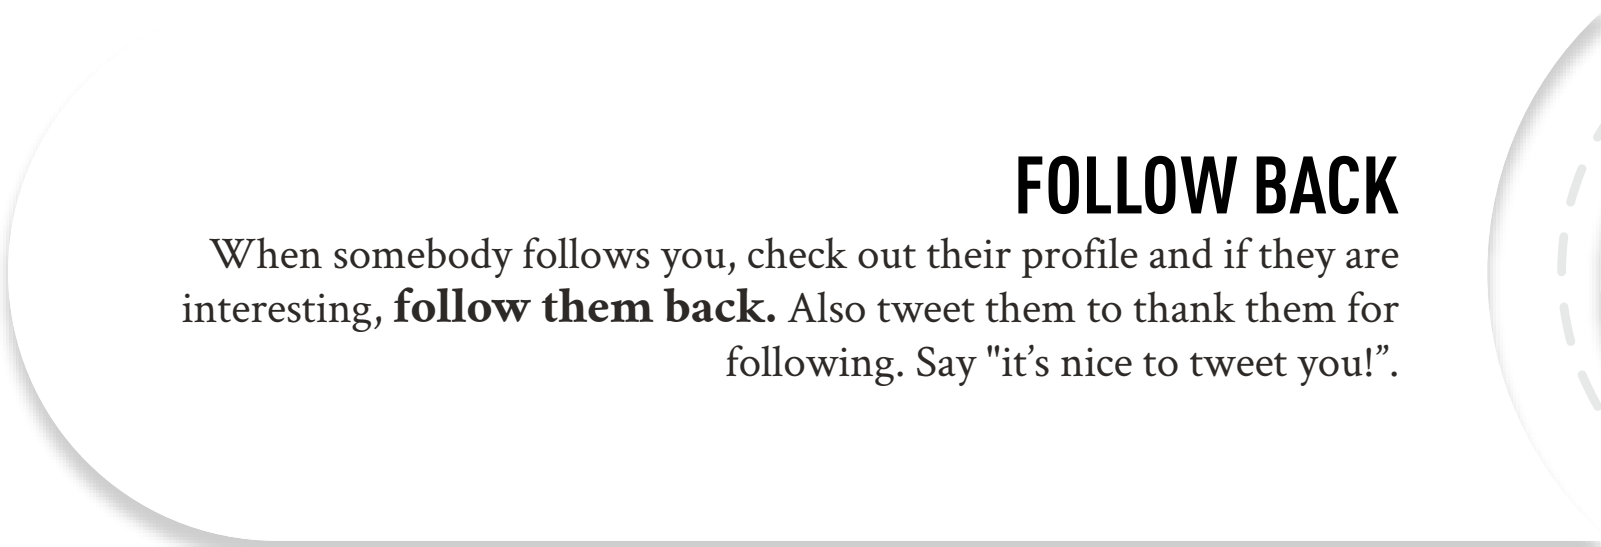 FOLLOW BACK
When somebody follows you, check out their profile and if they are
interesting, follow them back. Also tweet them to thank them for
following. Say "it’s nice to tweet you!”.